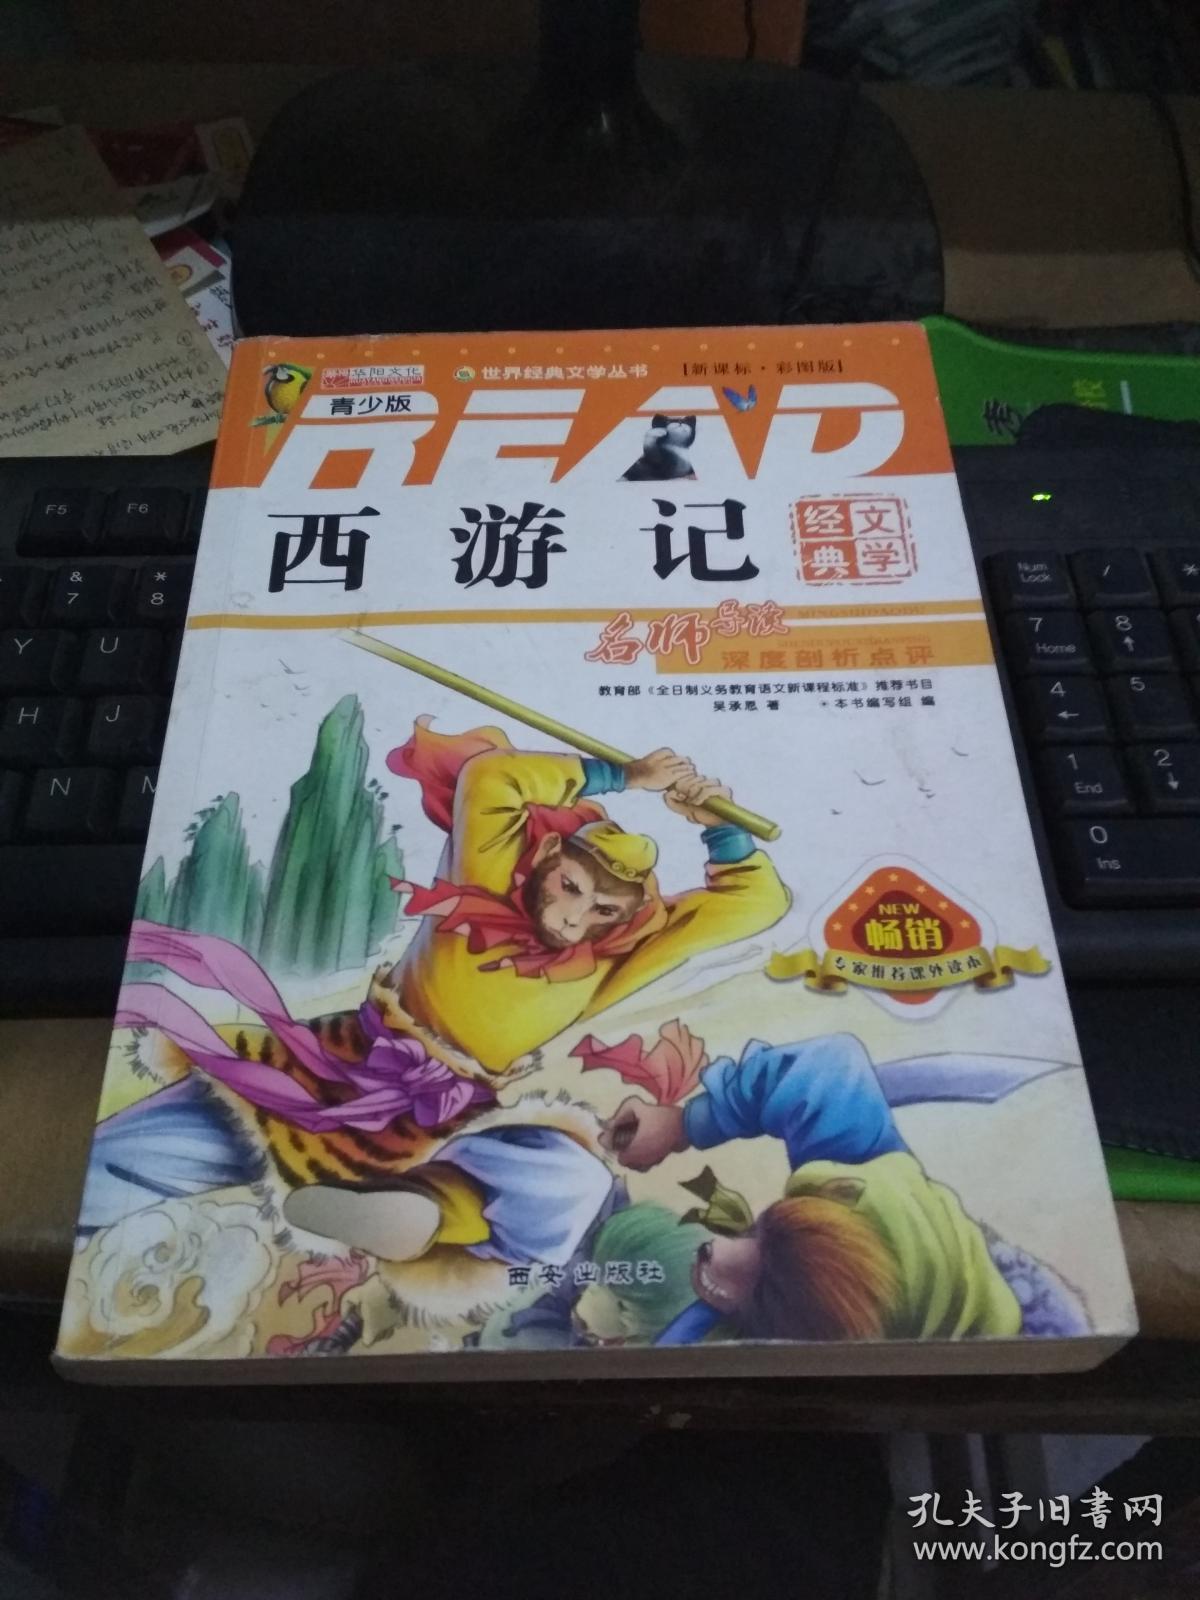 华阳文化
世界经典文学丛书
[新课标·彩图版]
青少版
READ
西游记
经典
文学
名师导读
MINGSHIDAODU
深度剖析点评
教育部《全日制义务教育语文新课程标准》推荐书目
吴承恩 著 *本书编写组 编
NEW
畅销
专家推荐课外读本
西安出版社
F5
F6
&
7
*
8
Y
U
H
J
N
M
Num
Lock
/
*
7
Home
8
4
5
1
End
2
0
Ins
孔夫子旧书网
www.kongfz.com